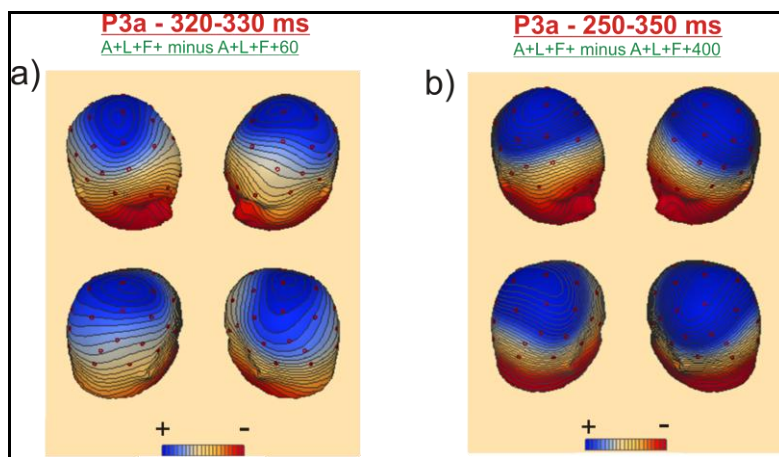 P3a - 320-330 ms
A+L+F+ minus A+L+F+60
a)
+ -
P3a - 250-350 ms
A+L+F+ minus A+L+F+400
b)
+ -